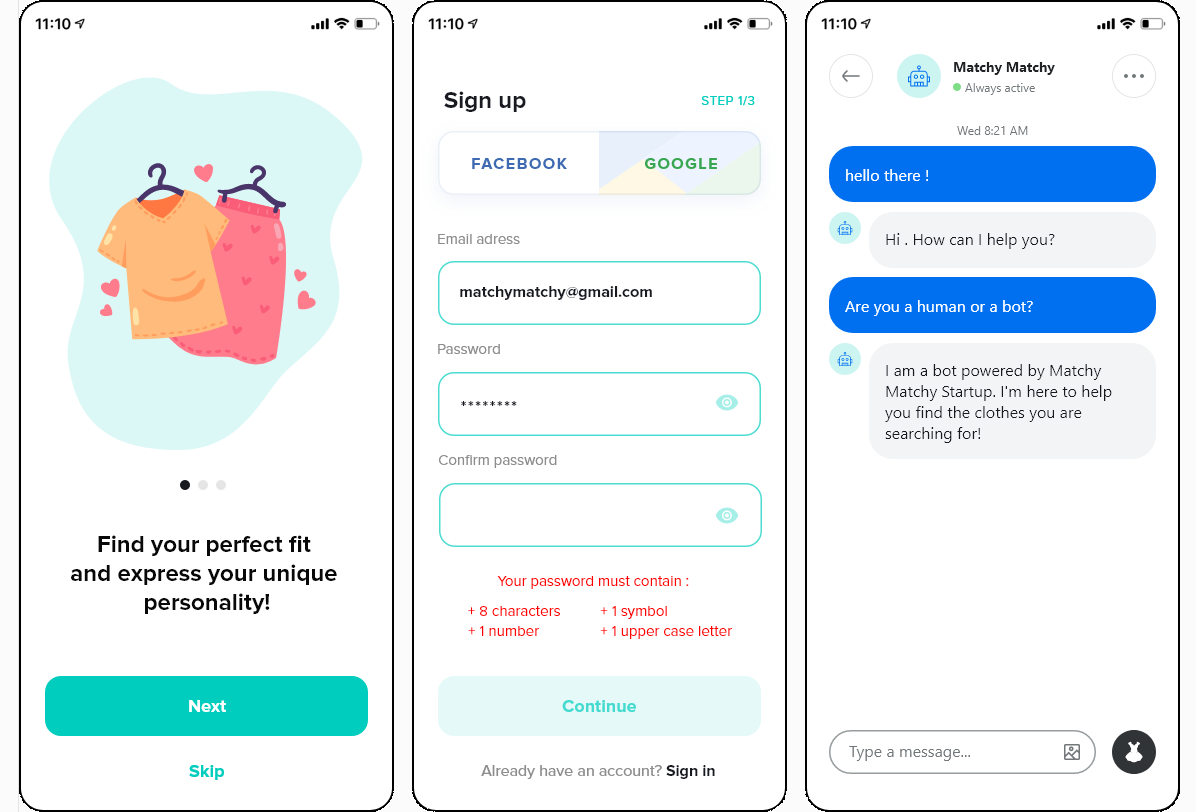 11:10
Find your perfect fit
and express your unique
personality!
Next
Skip
11:10
Sign up
STEP 1/3
FACEBOOK
GOOGLE
Email adress
matchymatchy@gmail.com
Password
********
Confirm password
Your password must contain :
+ 8 characters
+ 1 symbol
+ 1 number
+ 1 upper case letter
Continue
Already have an account? Sign in
11:10
Matchy Matchy
Always active
Wed 8:21 AM
hello there !
Hi . How can I help you?
Are you a human or a bot?
I am a bot powered by Matchy
Matchy Startup. I'm here to help
you find the clothes you are
searching for!
Type a message...